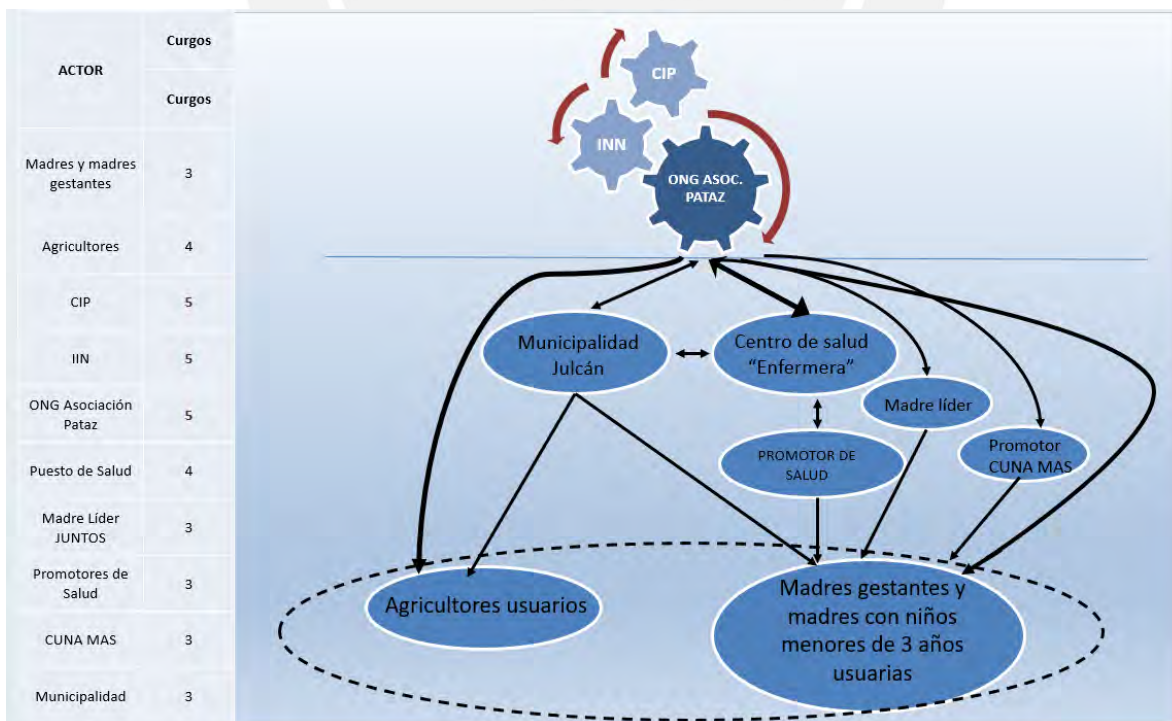 ACTOR
Curgos
Curgos
Madres y madres
gestantes
3
Agricultores
4
CIP
5
IIN
5
ONG Asociación
Pataz
5
Puesto de Salud
4
Madre Líder
JUNTOS
3
Promotores de
Salud
3
CUNA MAS
3
Municipalidad
3
CIP
INN
ONG ASOC.
PATAZ
Municipalidad
Julcán
Centro de salud
“Enfermera”
Madre líder
Promotor
CUNA MAS
PROMOTOR DE
SALUD
Agricultores usuarios
Madres gestantes y
madres con niños
menores de 3 años
usuarias